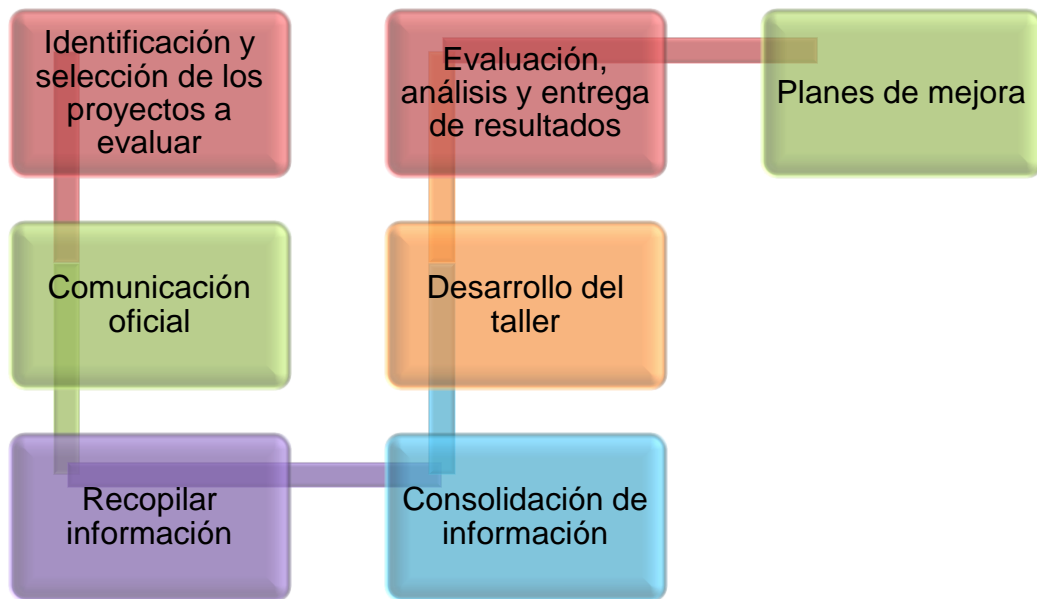 Identificación y
selección de los
proyectos a
evaluar
Comunicación
oficial
Recopilar
información
Consolidación de
información
Desarrollo del
taller
Evaluación,
análisis y entrega
de resultados
Planes de mejora